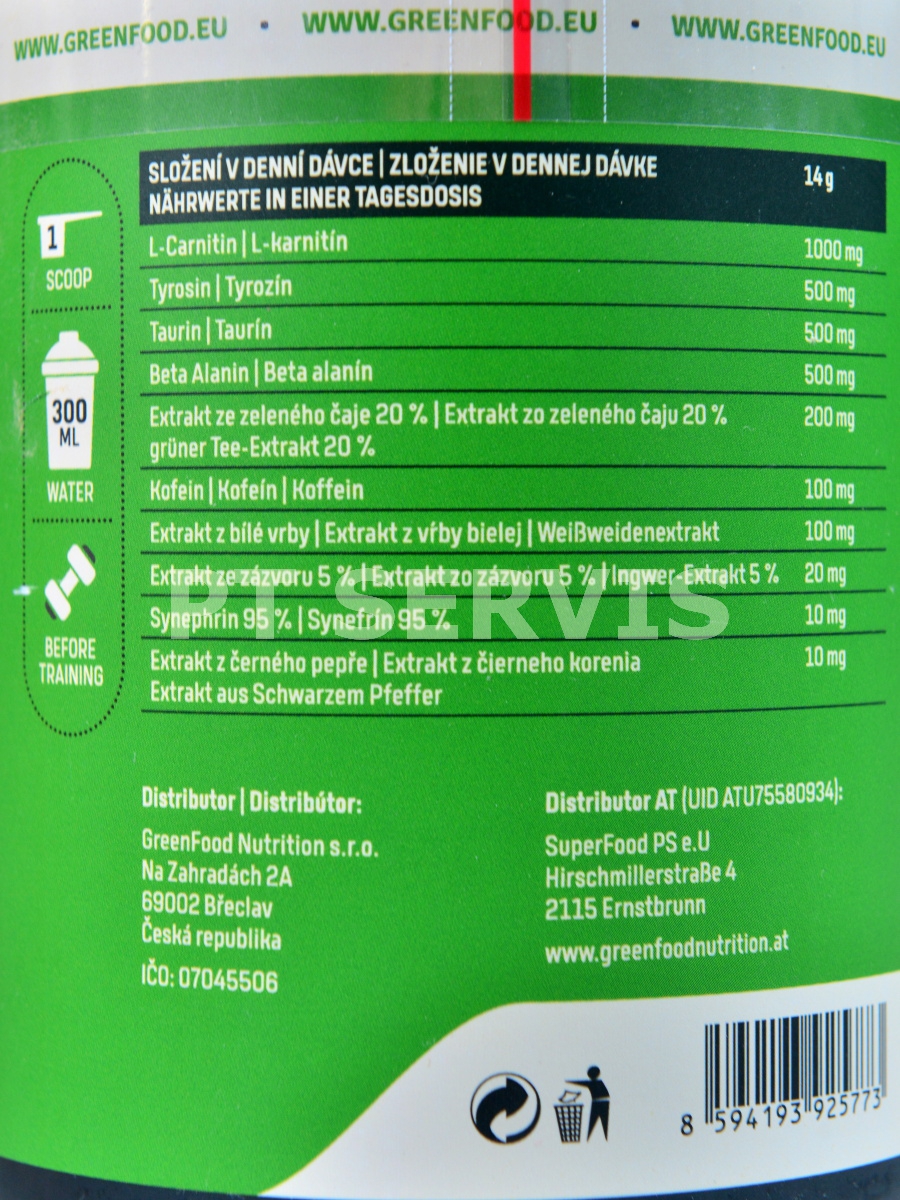 WWW.GREENFOOD.EU • WWW.GREENFOOD.EU • WWW.GREENFOOD.EU
SLOŽENÍ V DENNÍ DÁVCE | ZLOŽENIE V DENNEJ DÁVKE 14 g
NÄHRWERTE IN EINER TAGESDOSIS
L-Carnitin | L-karnitín 1000 mg
Tyrosin | Tyrozín 500 mg
Taurin | Taurín 500 mg
Beta Alanin | Beta alanín 500 mg
Extrakt ze zeleného čaje 20 % | Extrakt zo zeleného čaju 20 % 200 mg
grüner Tee-Extrakt 20 %
Kofein | Kofeín | Koffein 100 mg
Extrakt z bílé vrby | Extrakt z vŕby bielej | Weißweidenextrakt 100 mg
Extrakt ze zázvoru 5 % | Extrakt zo zázvoru 5 % | Ingwer-Extrakt 5 % 20 mg
Synephrin 95 % | Synefrín 95 % 10 mg
Extrakt z černého pepře | Extrakt z čierneho korenia 10 mg
Extrakt aus Schwarzem Pfeffer
1
SCOOP
300
ML
WATER
BEFORE
TRAINING
PT SERVIS
Distributor | Distribútor:
GreenFood Nutrition s.r.o.
Na Zahradách 2A
69002 Břeclav
Česká republika
IČO: 07045506
Distributor AT (UID ATU75580934):
SuperFood PS e.U
Hirschmillerstraße 4
2115 Ernstbrunn
www.greenfoodnutrition.at
8 594193 925773